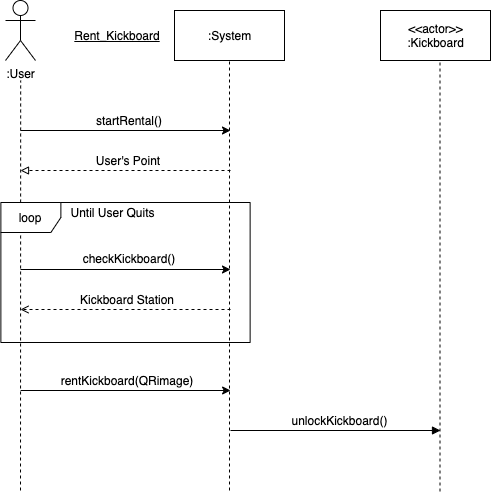 Rent_Kickboard
:System
<<actor>>
:Kickboard
:User
startRental()
User's Point
loop
Until User Quits
checkKickboard()
Kickboard Station
rentKickboard(QRimage)
unlockKickboard()